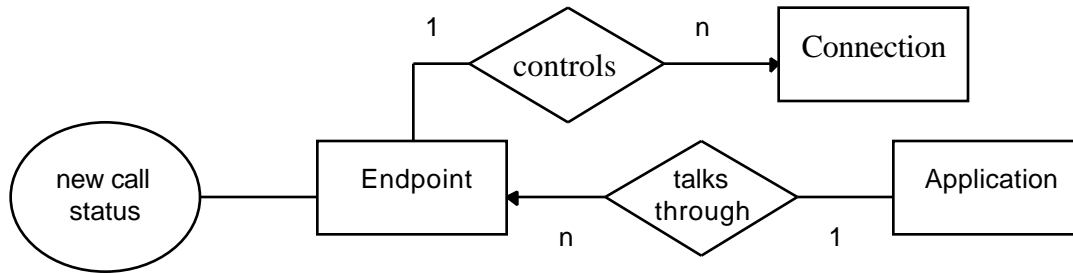 1
n
controls
Connection
new call
status
Endpoint
talks
through
Application
n
1